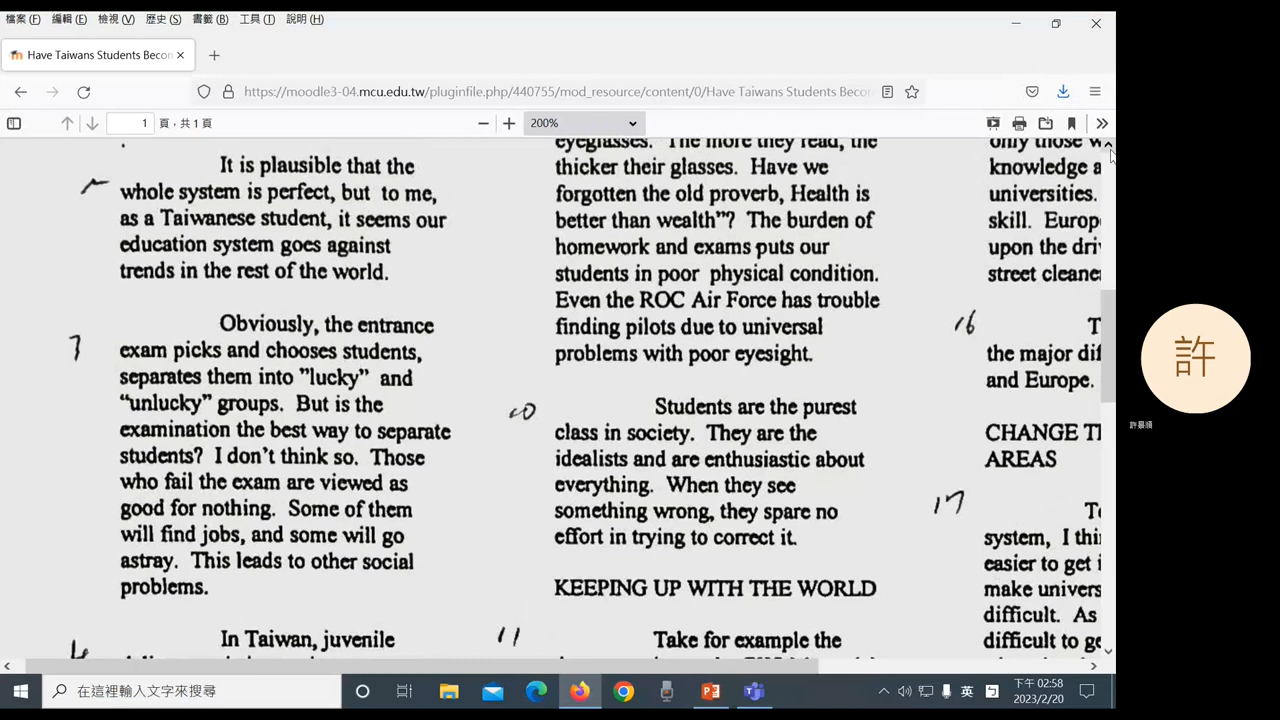 檔案(F) 編輯(E) 檢視(V) 歷史(S) 書籤(B) 工具(T) 說明(H)
Have Taiwans Students Becon
https://moodle3-04.mcu.edu.tw/pluginfile.php/440755/mod_resource/content/0/Have Taiwans Students Becom
1 頁，共 1 頁
200%
It is plausible that the
whole system is perfect, but to me,
as a Taiwanese student, it seems our
education system goes against
trends in the rest of the world.
7
Obviously, the entrance
exam picks and chooses students,
separates them into "lucky" and
"unlucky" groups. But is the
examination the best way to separate
students? I don't think so. Those
who fail the exam are viewed as
good for nothing. Some of them
will find jobs, and some will go
astray. This leads to other social
problems.
In Taiwan, juvenile
eyeglasses. The more they read, the
thicker their glasses. Have we
forgotten the old proverb, Health is
better than wealth"? The burden of
homework and exams puts our
students in poor physical condition.
Even the ROC Air Force has trouble
finding pilots due to universal
problems with poor eyesight.
10
Students are the purest
class in society. They are the
idealists and are enthusiastic about
everything. When they see
something wrong, they spare no
effort in trying to correct it.
KEEPING UP WITH THE WORLD
11
Take for example the
only those w
knowledge a
universities.
skill. Europ
upon the dri
street cleane
16
T
the major dif
and Europe.
CHANGE TH
AREAS
17
To
system, I thi
easier to get i
make univers
difficult. As
difficult to ge
許
許景順
在這裡輸入文字來搜尋
英
下午 02:58
2023/2/20